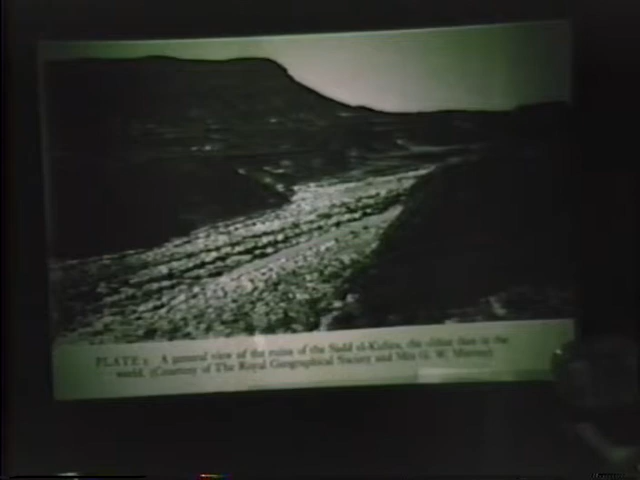 PLATE 1. A general view of the ruins of the Sadd el-Kafara, the oldest dam in the
world. (Courtesy of The Royal Geographical Society and Mrs G. W. Murray)